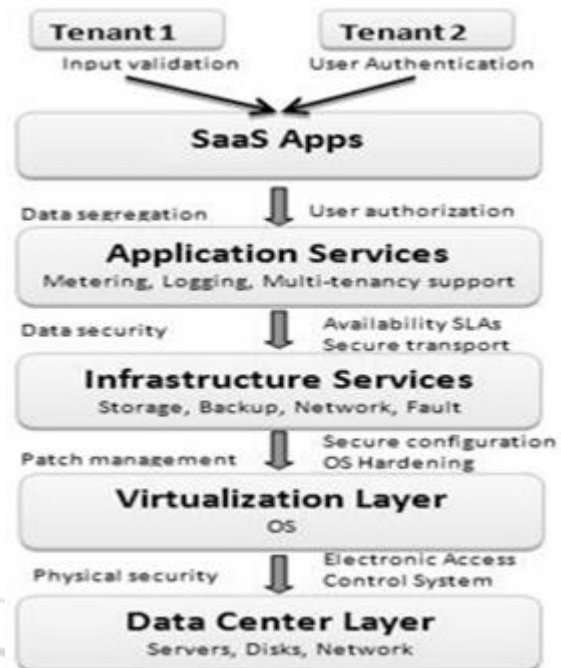 Tenant 1
Tenant 2
Input validation
User Authentication
SaaS Apps
Data segregation
User authorization
Application Services
Metering, Logging, Multi-tenancy support
Data security
Availability SLAs
Secure transport
Infrastructure Services
Storage, Backup, Network, Fault
Patch management
Secure configuration
OS Hardening
Virtualization Layer
OS
Physical security
Electronic Access
Control System
Data Center Layer
Servers, Disks, Network